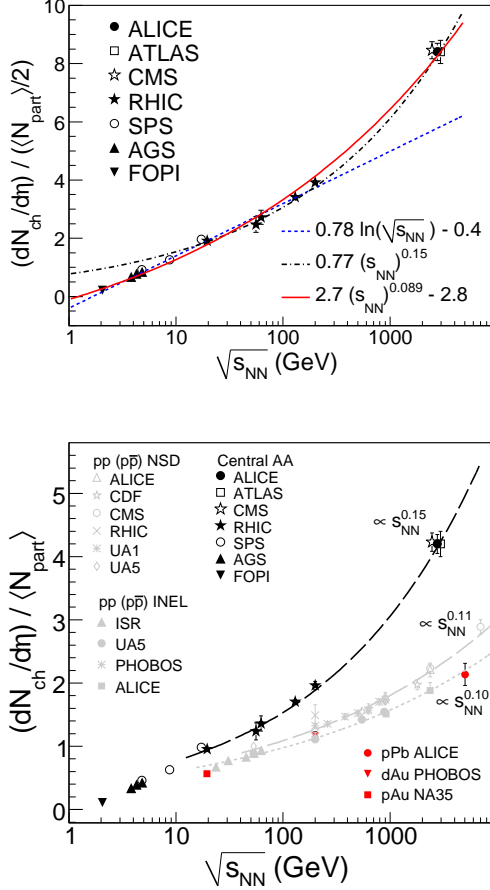 (dN_ch/dη) / (⟨N_part⟩/2)
10
8
6
4
2
0
ALICE
ATLAS
CMS
RHIC
SPS
AGS
FOPI
0.78 ln(√s_NN) - 0.4
0.77 (s_NN)^0.15
2.7 (s_NN)^0.089 - 2.8
1 10 100 1000
√s_NN (GeV)
(dN_ch/dη) / ⟨N_part⟩
5
4
3
2
1
0
pp (pp̅) NSD
ALICE
CDF
CMS
RHIC
UA1
UA5
pp (pp̅) INEL
ISR
UA5
PHOBOS
ALICE
Central AA
ALICE
ATLAS
CMS
RHIC
SPS
AGS
FOPI
∝ s_NN^0.15
∝ s_NN^0.11
∝ s_NN^0.10
pPb ALICE
dAu PHOBOS
pAu NA35
1 10 100 1000
√s_NN (GeV)